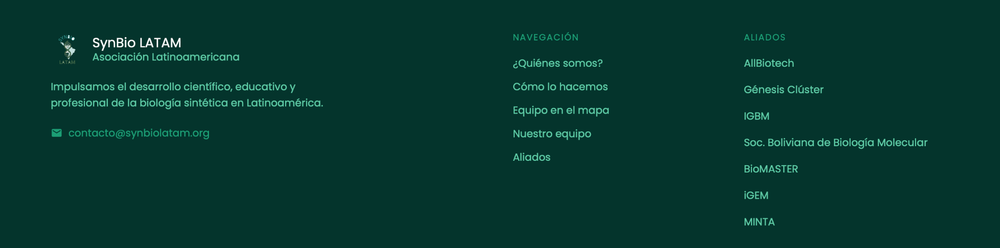 SYNBIO
LATAM
SynBio LATAM
Asociación Latinoamericana
Impulsamos el desarrollo científico, educativo y
profesional de la biología sintética en Latinoamérica.
contacto@synbiolatam.org
NAVEGACIÓN
¿Quiénes somos?
Cómo lo hacemos
Equipo en el mapa
Nuestro equipo
Aliados
ALIADOS
AllBiotech
Génesis Clúster
IGBM
Soc. Boliviana de Biología Molecular
BioMASTER
iGEM
MINTA